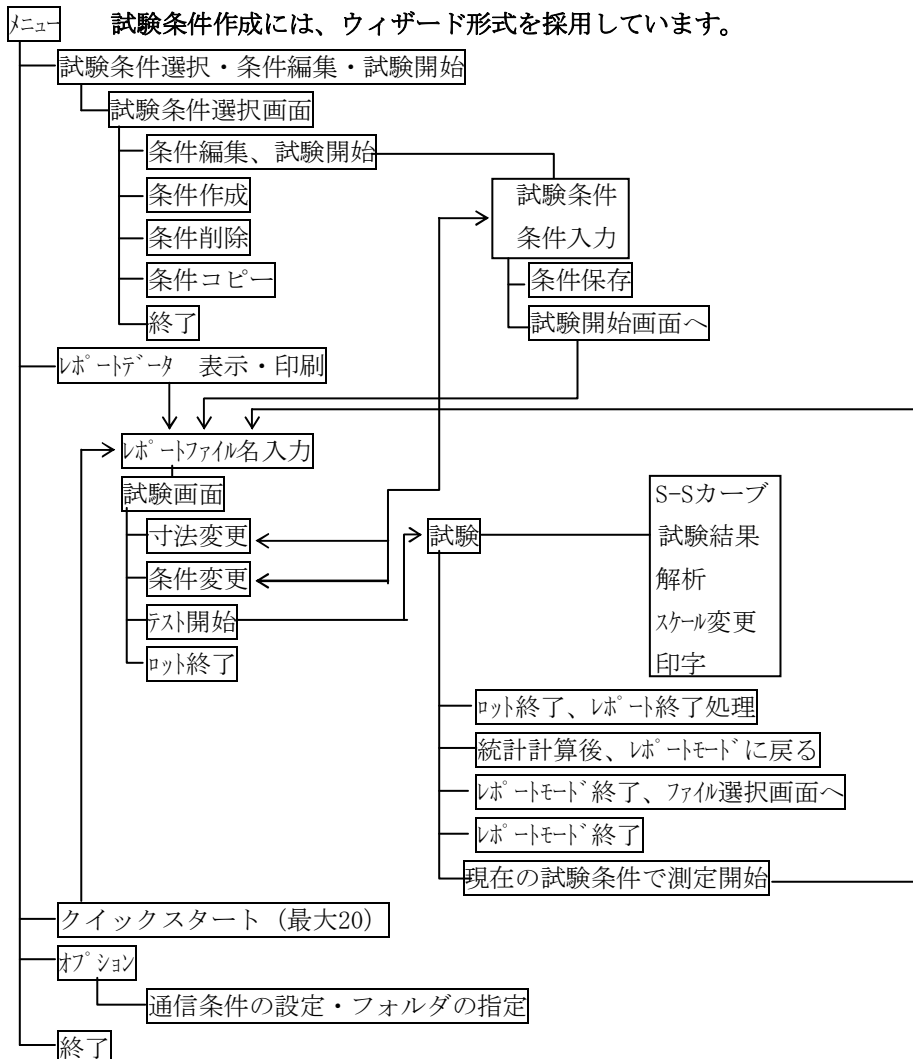 メニュー
試験条件作成には、ウィザード形式を採用しています。
試験条件選択・条件編集・試験開始
試験条件選択画面
条件編集、試験開始
条件作成
条件削除
条件コピー
終了
試験条件
条件入力
条件保存
試験開始画面へ
ﾚﾎﾟｰﾄﾃﾞｰﾀ　表示・印刷
ﾚﾎﾟｰﾄﾌｧｲﾙ名入力
試験画面
寸法変更
条件変更
ﾃｽﾄ開始
ﾛｯﾄ終了
試験
S-Sカーブ
試験結果
解析
ｽｹｰﾙ変更
印字
ﾛｯﾄ終了、ﾚﾎﾟｰﾄ終了処理
統計計算後、ﾚﾎﾟｰﾄﾓｰﾄﾞに戻る
ﾚﾎﾟｰﾄﾓｰﾄﾞ終了、ﾌｧｲﾙ選択画面へ
ﾚﾎﾟｰﾄﾓｰﾄﾞ終了
現在の試験条件で測定開始
クイックスタート（最大20）
ｵﾌﾟｼｮﾝ
通信条件の設定・フォルダの指定
終了